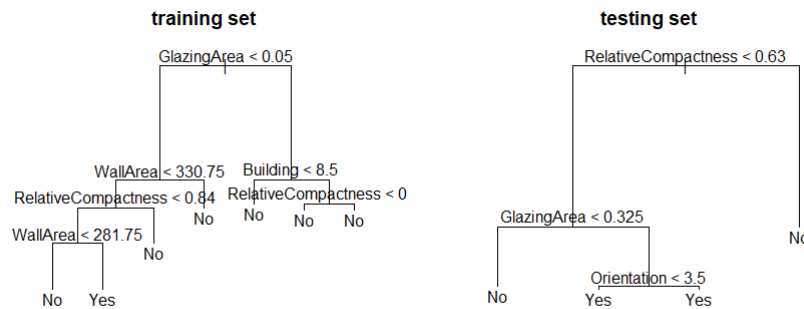 training set
GlazingArea < 0.05
WallArea < 330.75
Building < 8.5
RelativeCompactness < 0.84
RelativeCompactness < 0
No
No
No
No
WallArea < 281.75
No
No
Yes
testing set
RelativeCompactness < 0.63
GlazingArea < 0.325
No
Orientation < 3.5
No
Yes
Yes